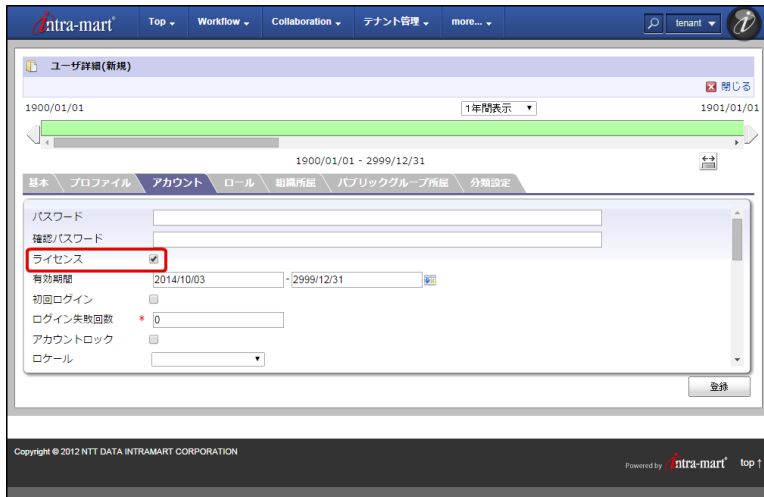 intra-mart Top Workflow Collaboration テナント管理 more... tenant
ユーザ詳細(新規)
閉じる
1900/01/01 1年間表示 1901/01/01
1900/01/01 - 2999/12/31
基本 プロファイル アカウント ロール 組織所属 パブリックグループ所属 分類設定
パスワード
確認パスワード
ライセンス
有効期間 2014/10/03 - 2999/12/31
初回ログイン
ログイン失敗回数 * 0
アカウントロック
ロケール
登録
Copyright © 2012 NTT DATA INTRAMART CORPORATION
Powered by intra-mart top ↑